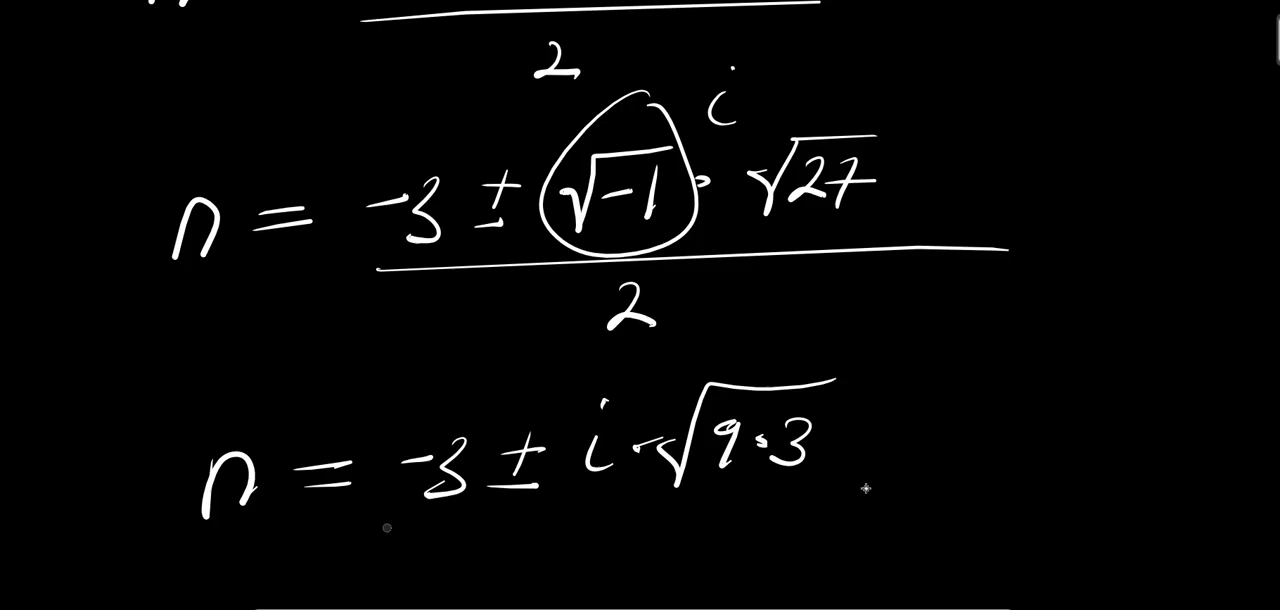 2
i
n = -3 ± √-1 · √27
2
n = -3 ± i · √9·3